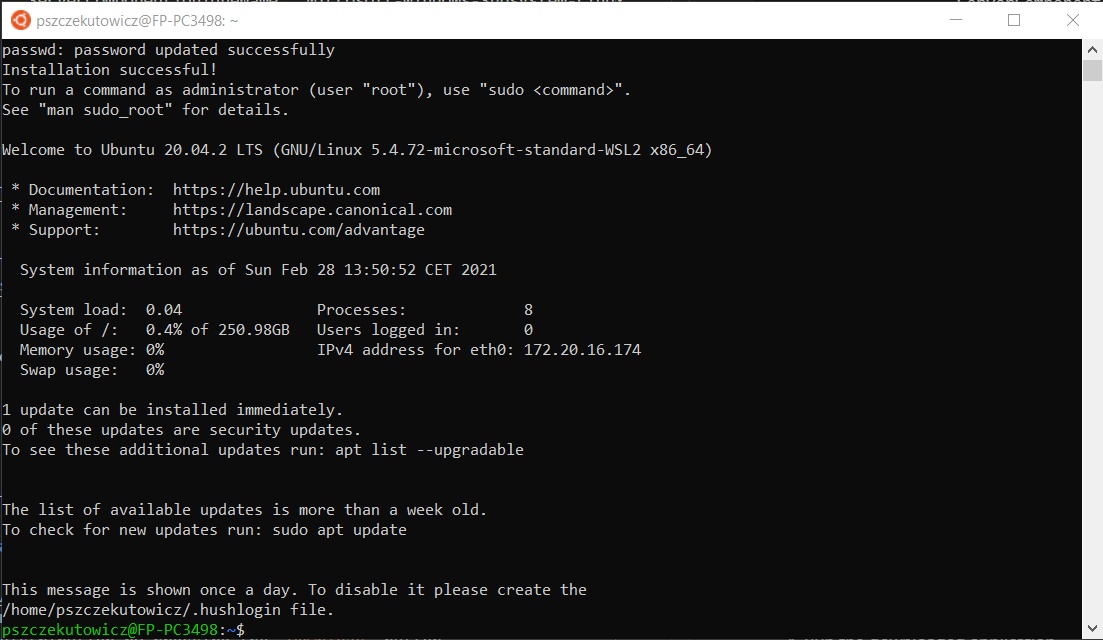 pszczekutowicz@FP-PC3498: ~
passwd: password updated successfully
Installation successful!
To run a command as administrator (user "root"), use "sudo <command>".
See "man sudo_root" for details.

Welcome to Ubuntu 20.04.2 LTS (GNU/Linux 5.4.72-microsoft-standard-WSL2 x86_64)

 * Documentation:  https://help.ubuntu.com
 * Management:     https://landscape.canonical.com
 * Support:        https://ubuntu.com/advantage

  System information as of Sun Feb 28 13:50:52 CET 2021

  System load:  0.04               Processes:             8
  Usage of /:   0.4% of 250.98GB   Users logged in:       0
  Memory usage: 0%                 IPv4 address for eth0: 172.20.16.174
  Swap usage:   0%

1 update can be installed immediately.
0 of these updates are security updates.
To see these additional updates run: apt list --upgradable


The list of available updates is more than a week old.
To check for new updates run: sudo apt update


This message is shown once a day. To disable it please create the
/home/pszczekutowicz/.hushlogin file.
pszczekutowicz@FP-PC3498:~$